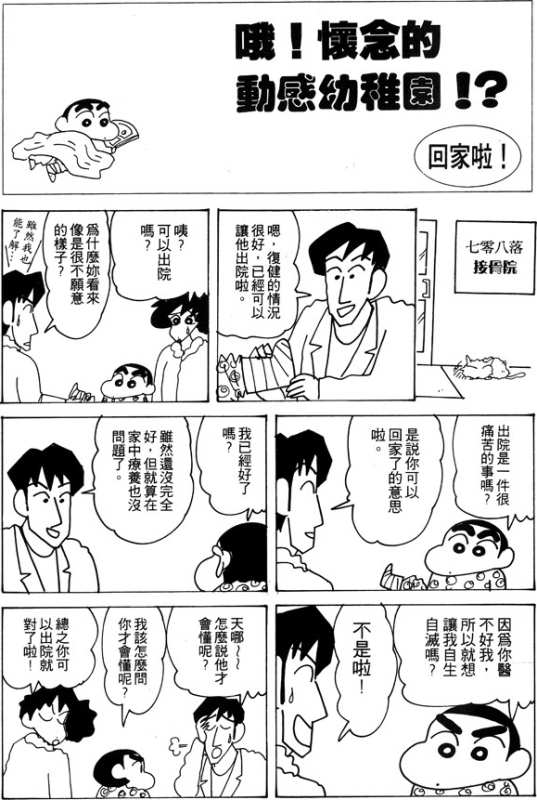 哦！懷念的
動感幼稚園！？
回家啦！
七零八落
接骨院
嗯，復健的情況
很好，已經可以
讓他出院啦。
咦？
可以出院
嗎？
為什麼妳看來
像是很不願意
的樣子？
雖然我也
能了解…
出院是一件很
痛苦的事嗎？
是說你可以
回家了的意思
啦。
我已經好了
嗎？
雖然還沒完全
好，但就算在
家中療養也沒
問題了。
因為你醫
不好我，
所以就想
讓我自生
自滅嗎？
不是啦！
天哪～～
怎麼說他才
會懂呢？
我該怎麼問
你才會懂呢？
總之你可
以出院就
對了啦！